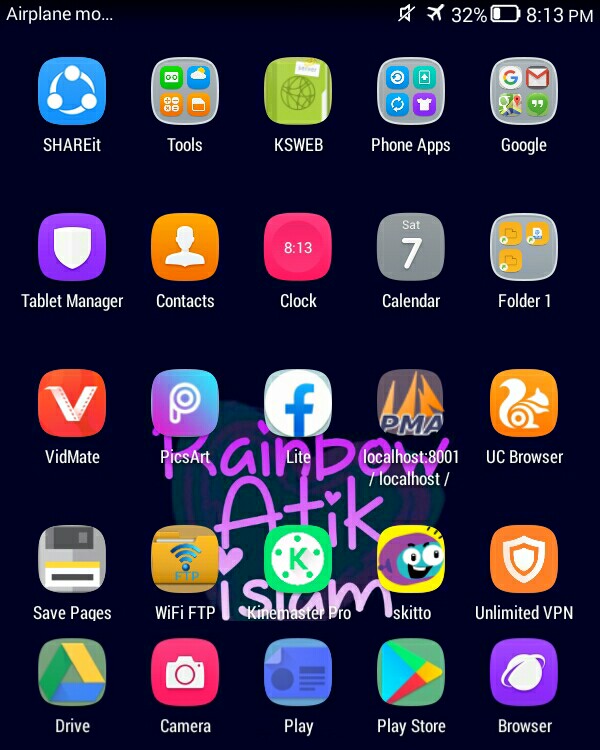 Airplane mo... 32% 8:13 PM
SHAREit Tools KSWEB Phone Apps Google
8:13 Sat
7
Tablet Manager Contacts Clock Calendar Folder 1
PMA
VidMate PicsArt Lite localhost:8001 UC Browser
/ localhost /
Rainbow
Atik
islam
FTP K
Save Pages WiFi FTP Kinemaster Pro skitto Unlimited VPN
Drive Camera Play Play Store Browser